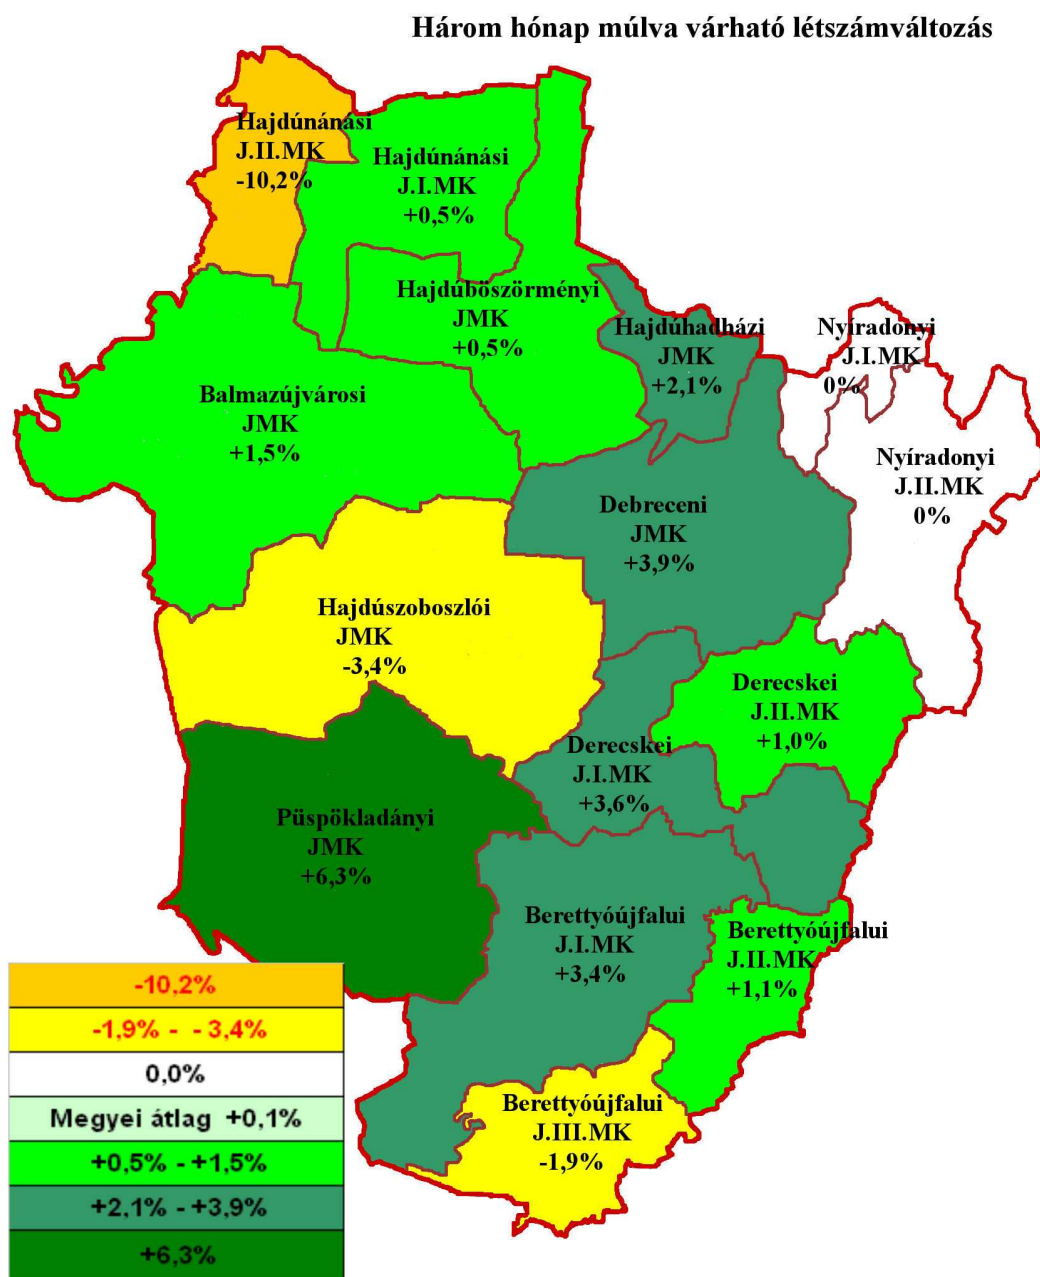 Három hónap múlva várható létszámváltozás
Hajdúnánási
J.II.MK
-10,2%
Hajdúnánási
J.I.MK
+0,5%
Hajdúböszörményi
JMK
+0,5%
Hajdúhadházi
JMK
+2,1%
Nyíradonyi
J.I.MK
0%
Balmazújvárosi
JMK
+1,5%
Nyíradonyi
J.II.MK
0%
Debreceni
JMK
+3,9%
Hajdúszoboszlói
JMK
-3,4%
Derecskei
J.II.MK
+1,0%
Derecskei
J.I.MK
+3,6%
Püspökladányi
JMK
+6,3%
Berettyóújfalui
J.I.MK
+3,4%
Berettyóújfalui
J.II.MK
+1,1%
Berettyóújfalui
J.III.MK
-1,9%
-10,2%
-1,9% - - 3,4%
0,0%
Megyei átlag +0,1%
+0,5% - +1,5%
+2,1% - +3,9%
+6,3%